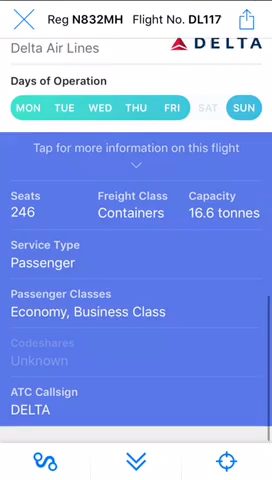 Reg N832MH Flight No. DL117
Delta Air Lines
DELTA
Days of Operation
MON TUE WED THU FRI SAT SUN
Tap for more information on this flight
Seats Freight Class Capacity
246 Containers 16.6 tonnes
Service Type
Passenger
Passenger Classes
Economy, Business Class
Codeshares
Unknown
ATC Callsign
DELTA